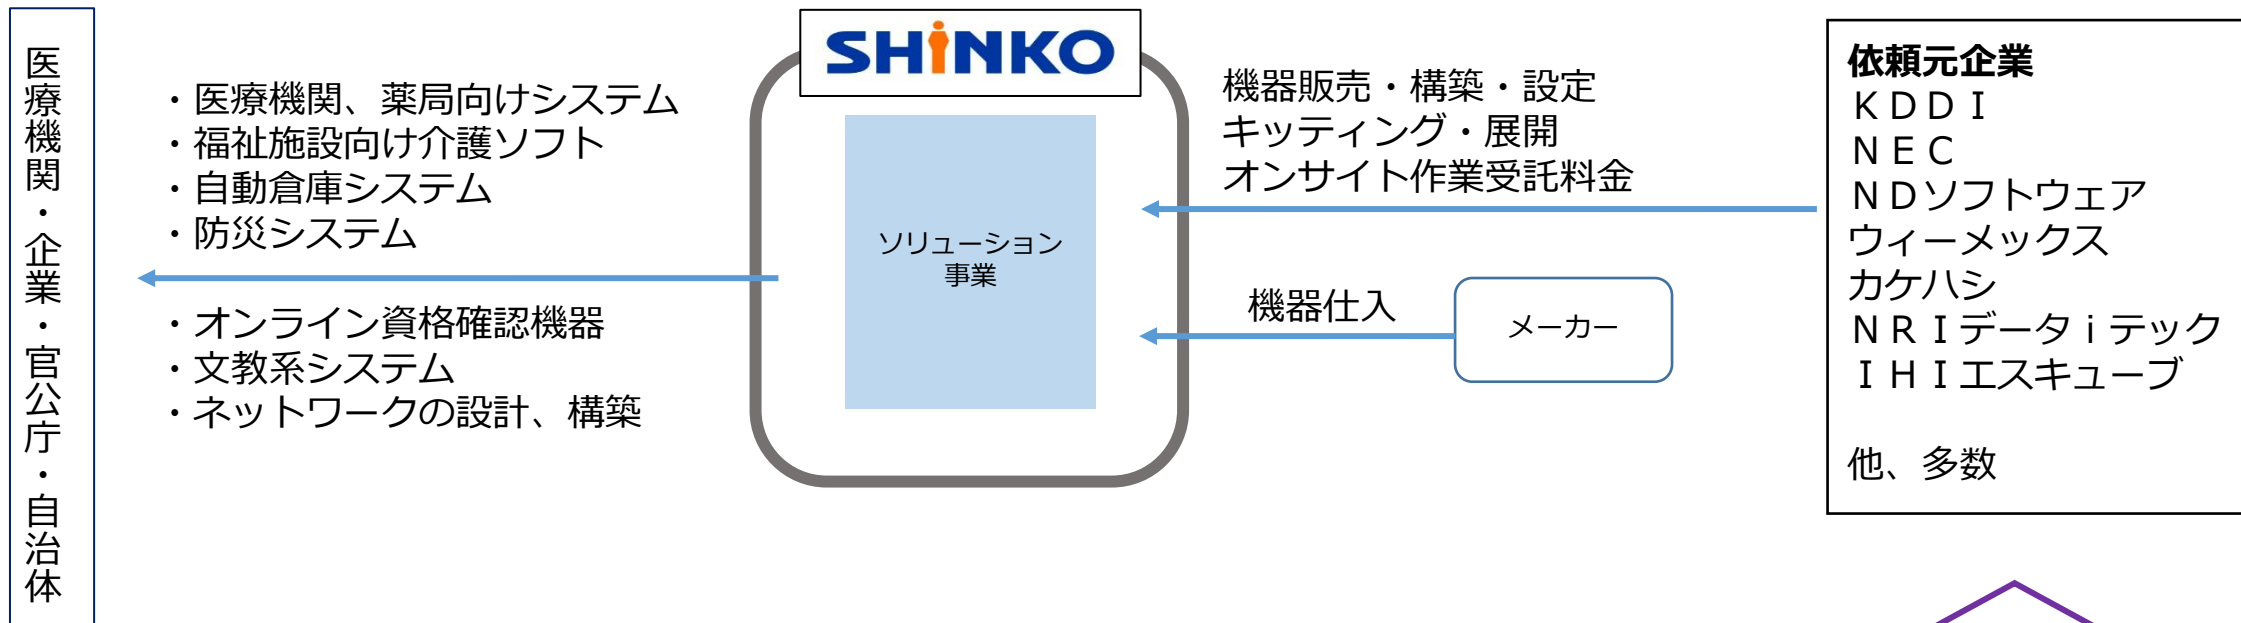 医療機関・企業・官公庁・自治体
・医療機関、薬局向けシステム
・福祉施設向け介護ソフト
・自動倉庫システム
・防災システム
・オンライン資格確認機器
・文教系システム
・ネットワークの設計、構築
SHiNKO
ソリューション
事業
機器販売・構築・設定
キッティング・展開
オンサイト作業受託料金
機器仕入
メーカー
依頼元企業
ＫＤＤＩ
ＮＥＣ
ＮＤソフトウェア
ウィーメックス
カケハシ
ＮＲＩデータｉテック
ＩＨＩエスキューブ
他、多数